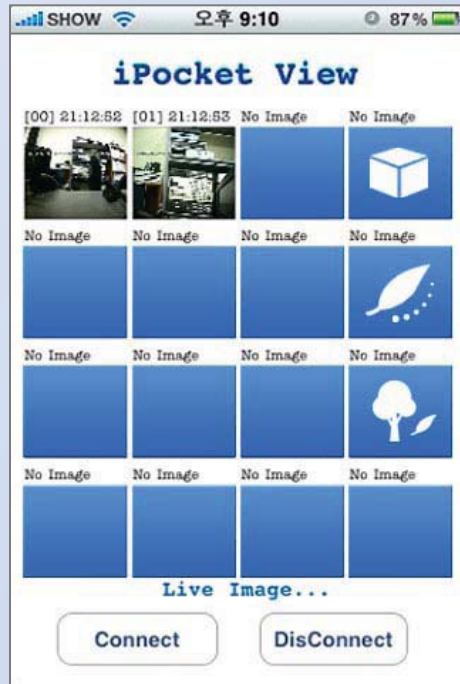 SHOW 오후 9:10 87%
iPocket View
[00] 21:12:52 [01] 21:12:53 No Image No Image
No Image No Image No Image No Image
No Image No Image No Image No Image
No Image No Image No Image No Image
Live Image...
Connect DisConnect